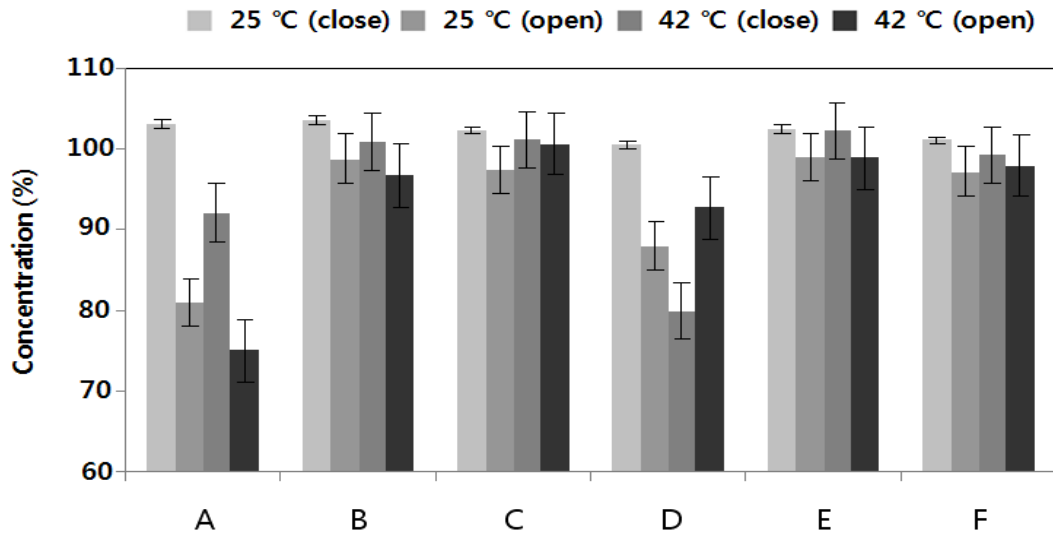 25 ℃ (close) 25 ℃ (open) 42 ℃ (close) 42 ℃ (open)
110
100
90
80
70
60
Concentration (%)
A B C D E F